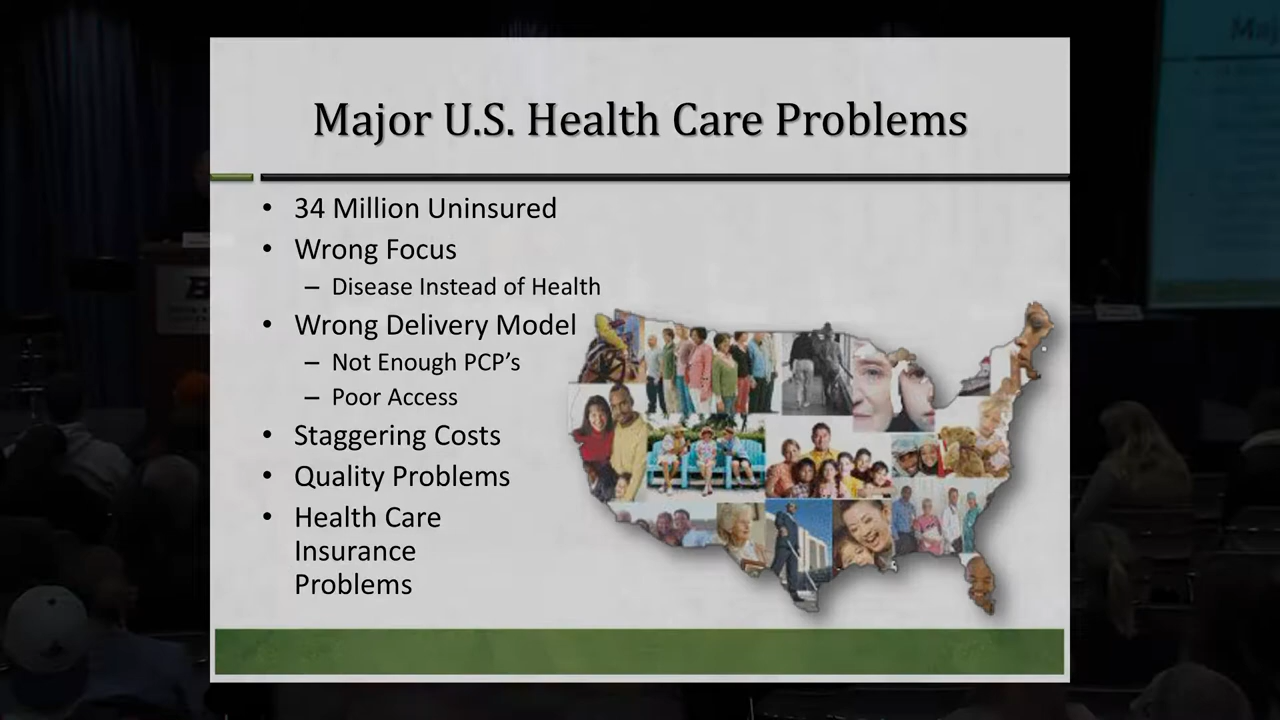 Major U.S. Health Care Problems
• 34 Million Uninsured
• Wrong Focus
– Disease Instead of Health
• Wrong Delivery Model
– Not Enough PCP's
– Poor Access
• Staggering Costs
• Quality Problems
• Health Care
Insurance
Problems